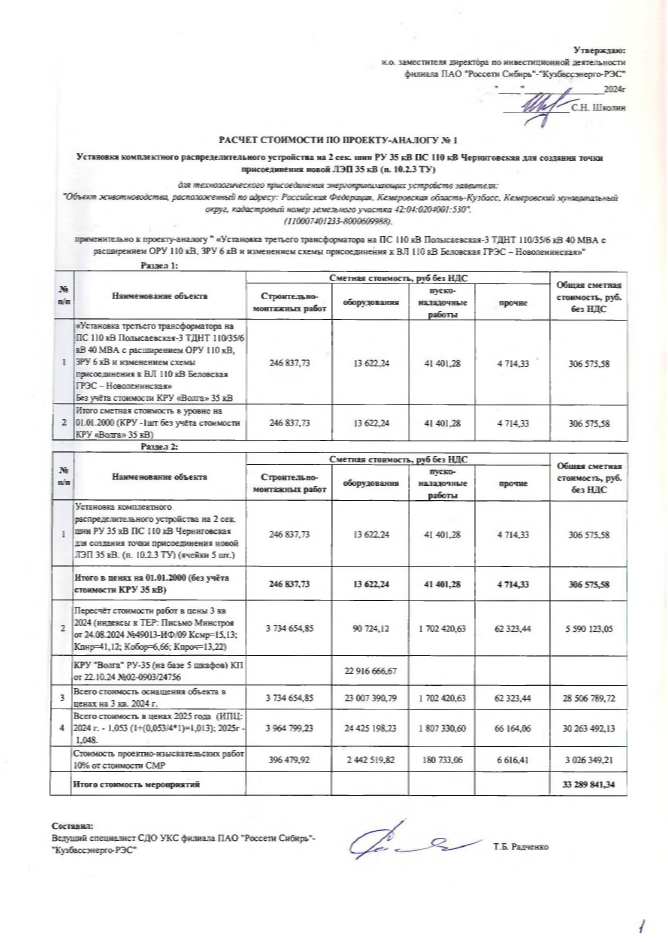 Утверждаю:
и.о. заместителя директора по инвестиционной деятельности
филиала ПАО "Россети Сибирь"-"Кузбассэнерго-РЭС"
"____"____________________2024г
С.Н. Школин
РАСЧЕТ СТОИМОСТИ ПО ПРОЕКТУ-АНАЛОГУ № 1
Установка комплектного распределительного устройства на 2 сек. шин РУ 35 кВ ПС 110 кВ Черниговская для создания точки
присоединения новой ЛЭП 35 кВ (п. 10.2.3 ТУ)
для технологического присоединения энергопринимающих устройств заявителя:
"Объект животноводства, расположенный по адресу: Российская Федерация, Кемеровская область-Кузбасс, Кемеровский муниципальный
округ, кадастровый номер земельного участка 42:04:0204001:530".
(110007401233-8000609988).
применительно к проекту-аналогу " «Установка третьего трансформатора на ПС 110 кВ Полысаевская-3 ТДНТ 110/35/6 кВ 40 МВА с
расширением ОРУ 110 кВ, ЗРУ 6 кВ и изменением схемы присоединения к ВЛ 110 кВ Беловская ГРЭС – Новоленинская»"
Раздел 1:
№ п/п
Наименование объекта
Сметная стоимость, руб без НДС
Строительно-монтажных работ
оборудования
пуско-наладочные работы
прочие
Общая сметная стоимость, руб. без НДС
1
«Установка третьего трансформатора на
ПС 110 кВ Полысаевская-3 ТДНТ 110/35/6
кВ 40 МВА с расширением ОРУ 110 кВ,
ЗРУ 6 кВ и изменением схемы
присоединения к ВЛ 110 кВ Беловская
ГРЭС – Новоленинская»
Без учёта стоимости КРУ «Волга» 35 кВ
246 837,73
13 622,24
41 401,28
4 714,33
306 575,58
2
Итого сметная стоимость в уровне на
01.01.2000 (КРУ -1шт без учёта стоимости
КРУ «Волга» 35 кВ)
246 837,73
13 622,24
41 401,28
4 714,33
306 575,58
Раздел 2:
№ п/п
Наименование объекта
Сметная стоимость, руб без НДС
Строительно-монтажных работ
оборудования
пуско-наладочные работы
прочие
Общая сметная стоимость, руб. без НДС
1
Установка комплектного
распределительного устройства на 2 сек.
шин РУ 35 кВ ПС 110 кВ Черниговская
для создания точки присоединения новой
ЛЭП 35 кВ. (п. 10.2.3 ТУ) (ячейки 5 шт.)
246 837,73
13 622,24
41 401,28
4 714,33
306 575,58
Итого в ценах на 01.01.2000 (без учёта
стоимости КРУ 35 кВ)
246 837,73
13 622,24
41 401,28
4 714,33
306 575,58
2
Пересчёт стоимости работ в цены 3 кв
2024 (индексы к ТЕР: Письмо Минстроя
от 24.08.2024 №49013-ИФ/09 Ксмр=15,13;
Кпнр=41,12; Кобор=6,66; Кпроч=13,22)
3 734 654,85
90 724,12
1 702 420,63
62 323,44
5 590 123,05
КРУ "Волга" РУ-35 (на базе 5 шкафов) КП
от 22.10.24 №02-0903/24756
22 916 666,67
3
Всего стоимость оснащения объекта в
ценах на 3 кв. 2024 г.
3 734 654,85
23 007 390,79
1 702 420,63
62 323,44
28 506 789,72
4
Всего стоимость в ценах 2025 года (ИПЦ:
2024 г. - 1,053 (1+(0,053/4*1)=1,013); 2025г -
1,048.
3 964 799,23
24 425 198,23
1 807 330,60
66 164,06
30 263 492,13
Стоимость проектно-изыскательских работ
10% от стоимости СМР
396 479,92
2 442 519,82
180 733,06
6 616,41
3 026 349,21
Итого стоимость мероприятий
33 289 841,34
Составил:
Ведущий специалист СДО УКС филиала ПАО "Россети Сибирь"-
"Кузбассэнерго-РЭС"
Т.Б. Радченко
1